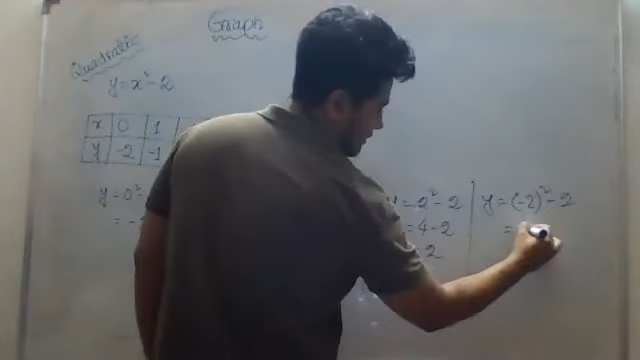 Graph
Quadratic
y = x² - 2
x 0 1
y -2 -1
y = 0²
= -
y = 2² - 2
= 4 - 2
2
y = (-2)² - 2
=